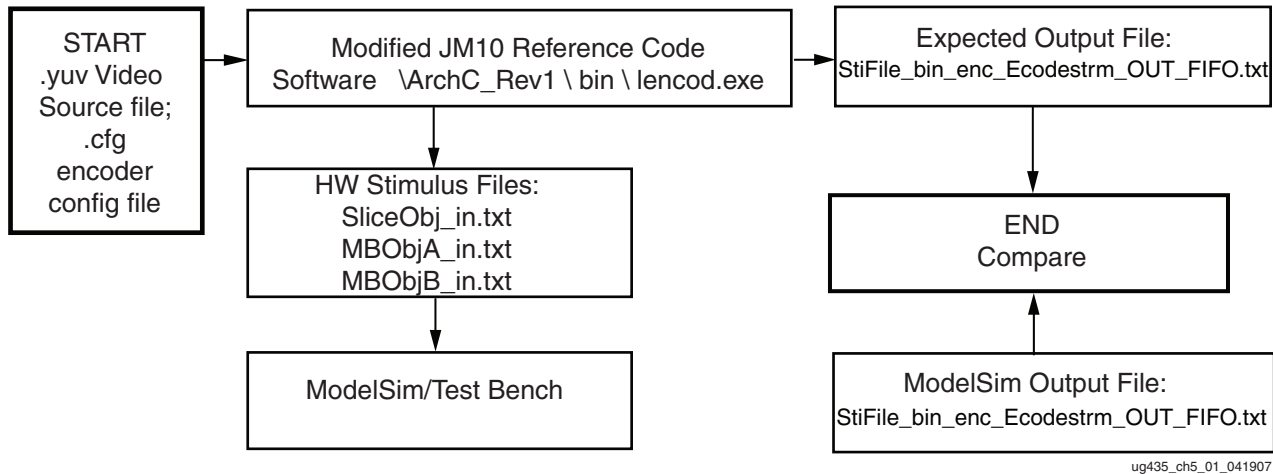 START
.yuv Video
Source file;
.cfg
encoder
config file
Modified JM10 Reference Code
Software \ArchC_Rev1 \ bin \ lencod.exe
Expected Output File:
StiFile_bin_enc_Ecodestrm_OUT_FIFO.txt
HW Stimulus Files:
SliceObj_in.txt
MBObjA_in.txt
MBObjB_in.txt
END
Compare
ModelSim/Test Bench
ModelSim Output File:
StiFile_bin_enc_Ecodestrm_OUT_FIFO.txt
ug435_ch5_01_041907